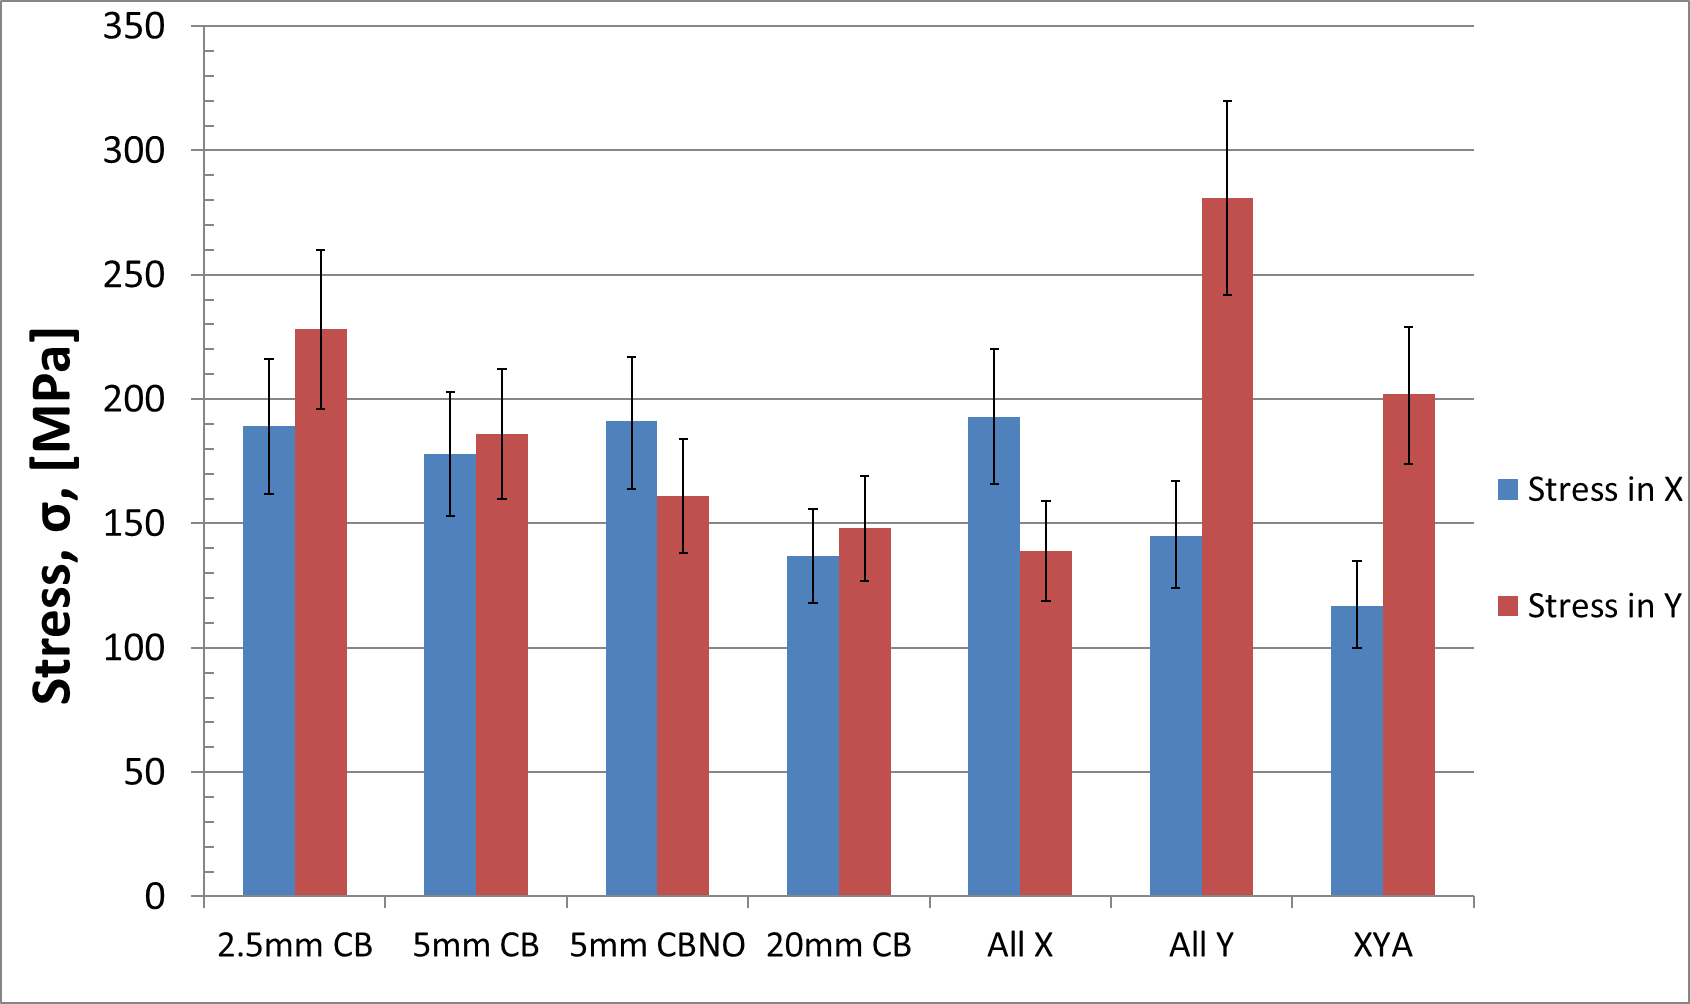 350
300
250
200
150
100
50
0
Stress, σ, [MPa]
2.5mm CB
5mm CB
5mm CBNO
20mm CB
All X
All Y
XYA
Stress in X
Stress in Y